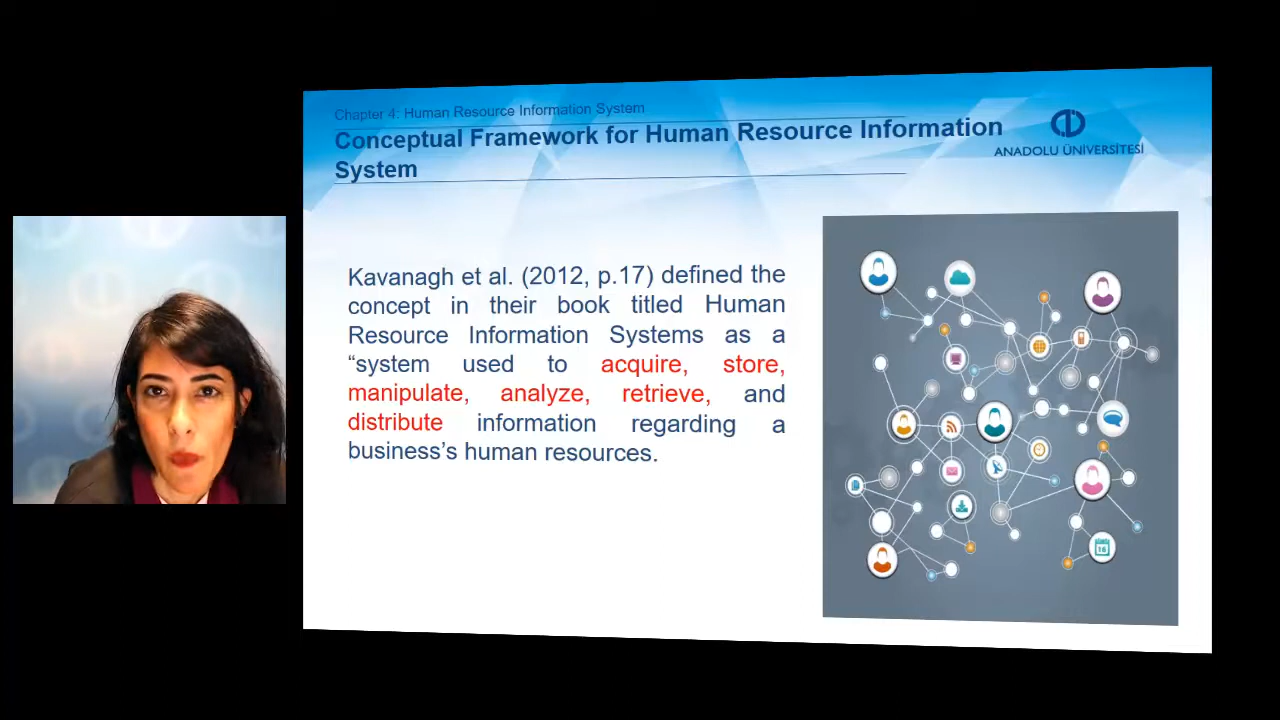 Chapter 4: Human Resource Information System
Conceptual Framework for Human Resource Information
System
ANADOLU ÜNİVERSİTESİ
Kavanagh et al. (2012, p.17) defined the
concept in their book titled Human
Resource Information Systems as a
“system used to acquire, store,
manipulate, analyze, retrieve, and
distribute information regarding a
business’s human resources.
16